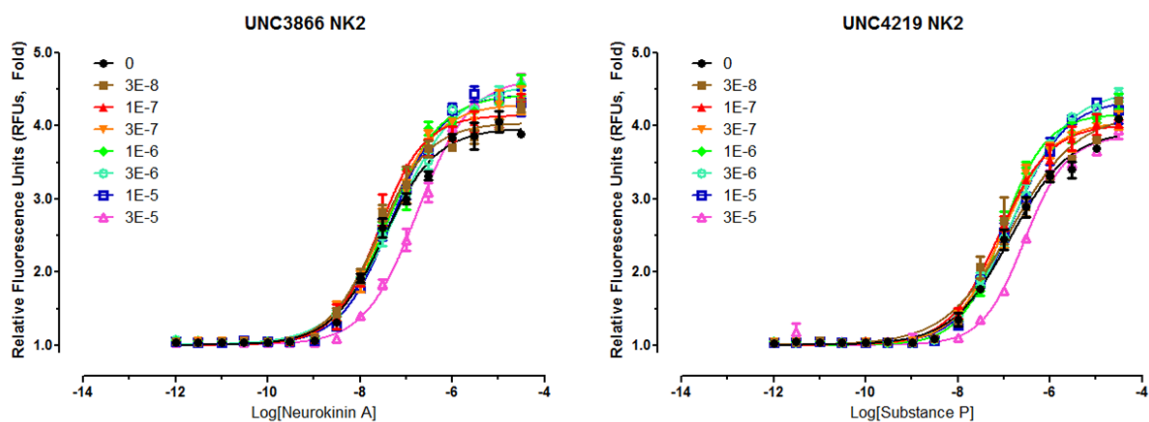 UNC3866 NK2
Relative Fluorescence Units (RFUs, Fold)
5.0
4.0
3.0
2.0
1.0
0
3E-8
1E-7
3E-7
1E-6
3E-6
1E-5
3E-5
-14 -12 -10 -8 -6 -4
Log[Neurokinin A]
UNC4219 NK2
Relative Fluorescence Units (RFUs, Fold)
5.0
4.0
3.0
2.0
1.0
0
3E-8
1E-7
3E-7
1E-6
3E-6
1E-5
3E-5
-14 -12 -10 -8 -6 -4
Log[Substance P]